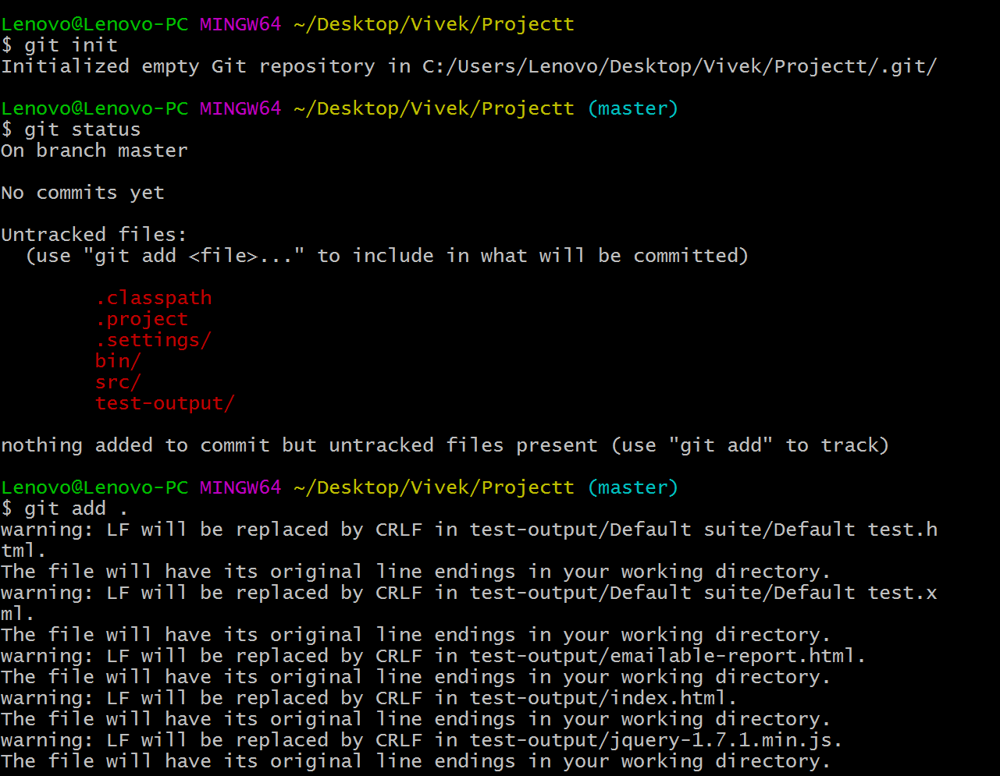 Lenovo@Lenovo-PC MINGW64 ~/Desktop/Vivek/Projectt
$ git init
Initialized empty Git repository in C:/Users/Lenovo/Desktop/Vivek/Projectt/.git/
Lenovo@Lenovo-PC MINGW64 ~/Desktop/Vivek/Projectt (master)
$ git status
On branch master
No commits yet
Untracked files:
  (use "git add <file>..." to include in what will be committed)
        .classpath
        .project
        .settings/
        bin/
        src/
        test-output/
nothing added to commit but untracked files present (use "git add" to track)
Lenovo@Lenovo-PC MINGW64 ~/Desktop/Vivek/Projectt (master)
$ git add .
warning: LF will be replaced by CRLF in test-output/Default suite/Default test.h
tml.
The file will have its original line endings in your working directory.
warning: LF will be replaced by CRLF in test-output/Default suite/Default test.x
ml.
The file will have its original line endings in your working directory.
warning: LF will be replaced by CRLF in test-output/emailable-report.html.
The file will have its original line endings in your working directory.
warning: LF will be replaced by CRLF in test-output/index.html.
The file will have its original line endings in your working directory.
warning: LF will be replaced by CRLF in test-output/jquery-1.7.1.min.js.
The file will have its original line endings in your working directory.